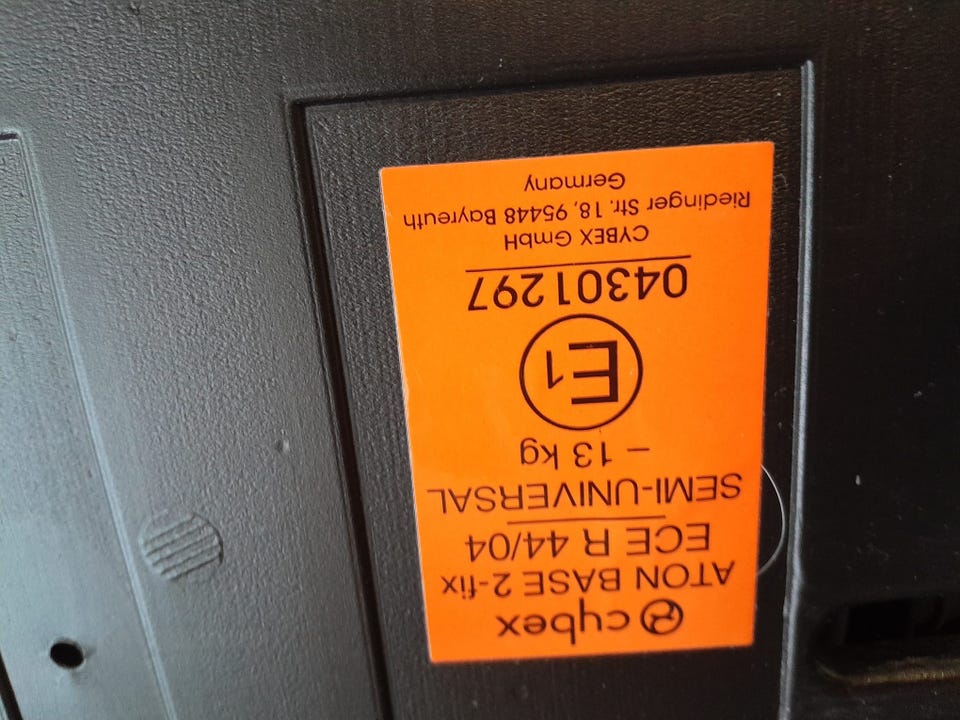 cybex
ATON BASE 2-fix
ECE R 44/04
SEMI-UNIVERSAL
– 13 kg
E1
04301297
CYBEX GmbH
Riedinger Str. 18, 95448 Bayreuth
Germany